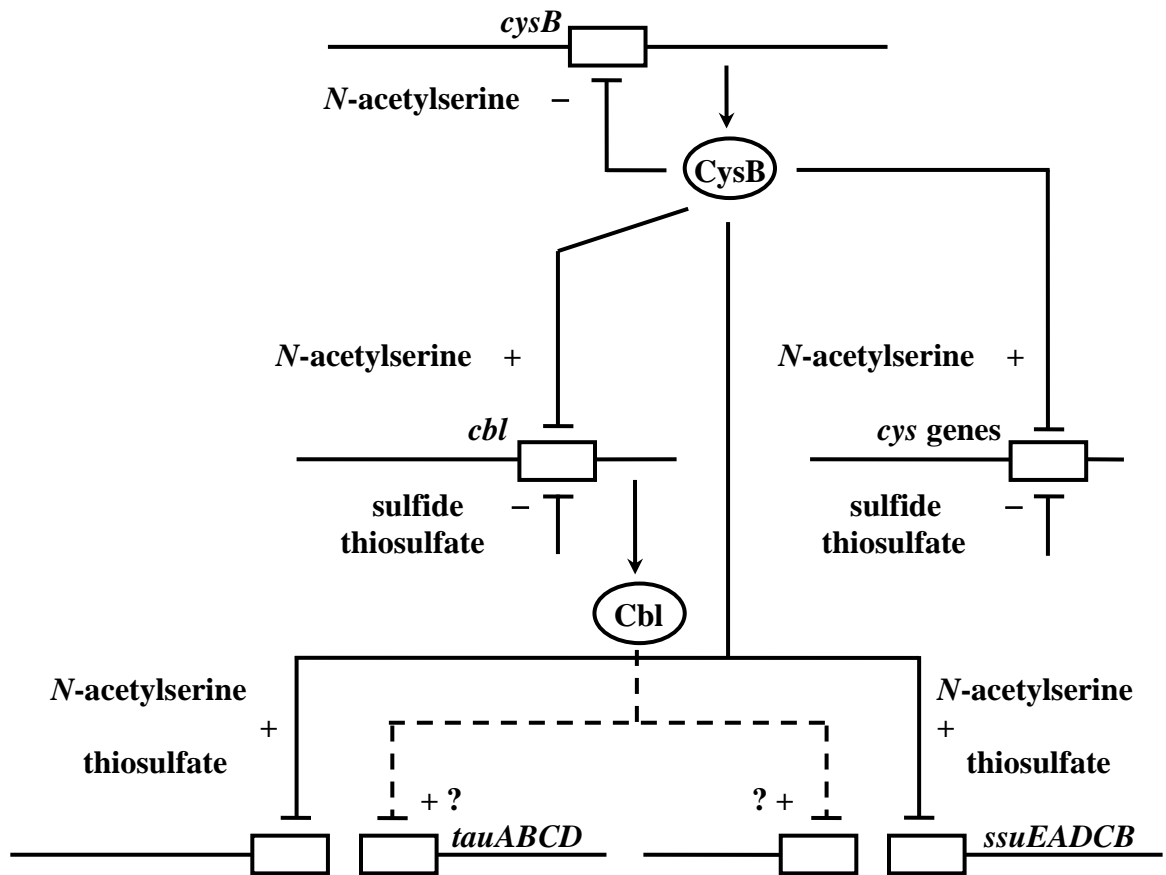 cysB
N-acetylserine −
CysB
N-acetylserine +
N-acetylserine +
cbl
cys genes
sulfide −
thiosulfate
sulfide −
thiosulfate
Cbl
N-acetylserine
+
thiosulfate
N-acetylserine
+
thiosulfate
+ ?
? +
tauABCD
ssuEADCB